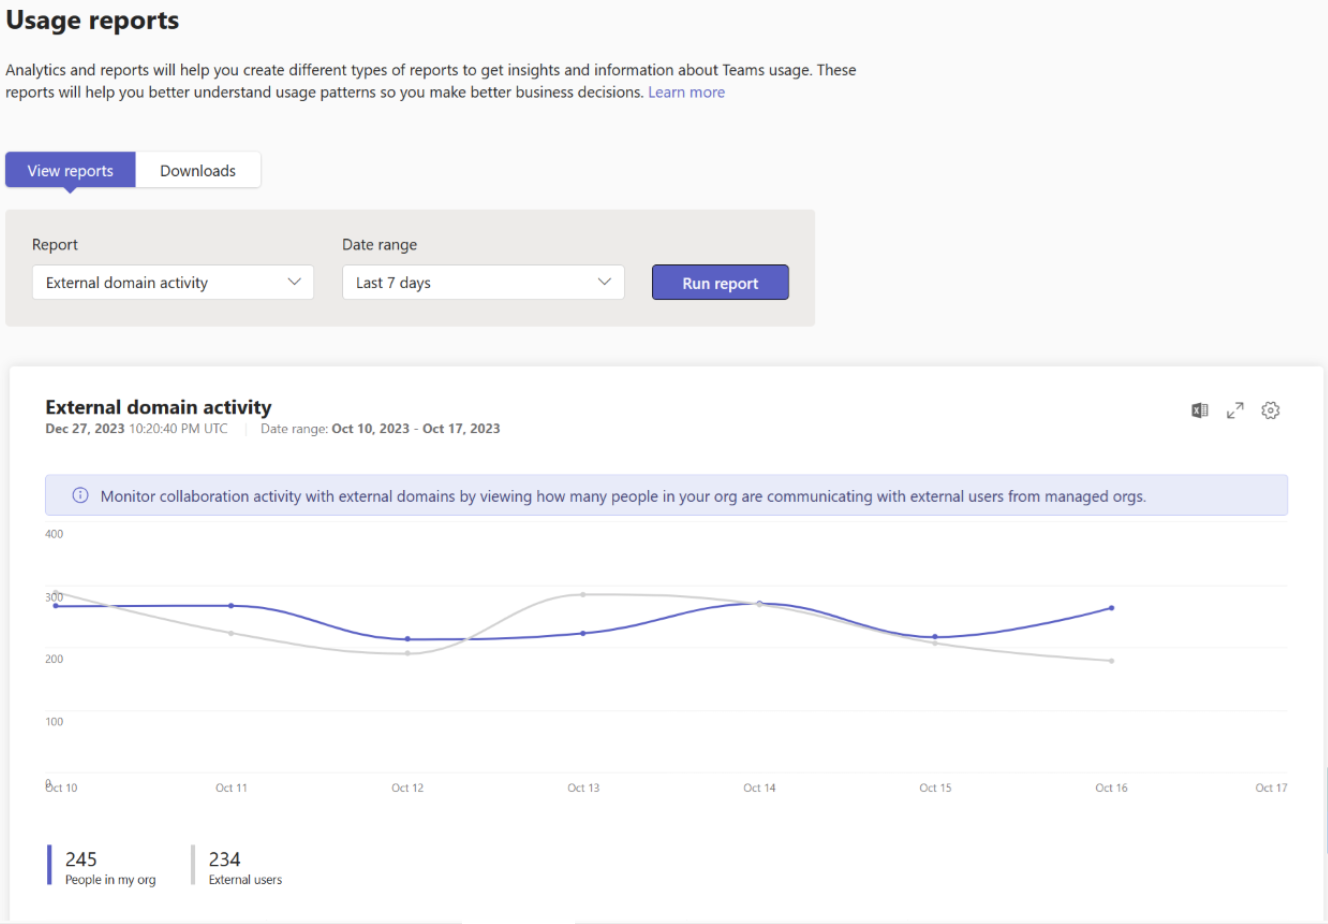 Usage reports
Analytics and reports will help you create different types of reports to get insights and information about Teams usage. These
reports will help you better understand usage patterns so you make better business decisions. Learn more
View reports
Downloads
Report
Date range
External domain activity
Last 7 days
Run report
External domain activity
Dec 27, 2023 10:20:40 PM UTC | Date range: Oct 10, 2023 - Oct 17, 2023
Monitor collaboration activity with external domains by viewing how many people in your org are communicating with external users from managed orgs.
400
300
200
100
0
Oct 10
Oct 11
Oct 12
Oct 13
Oct 14
Oct 15
Oct 16
Oct 17
245
People in my org
234
External users